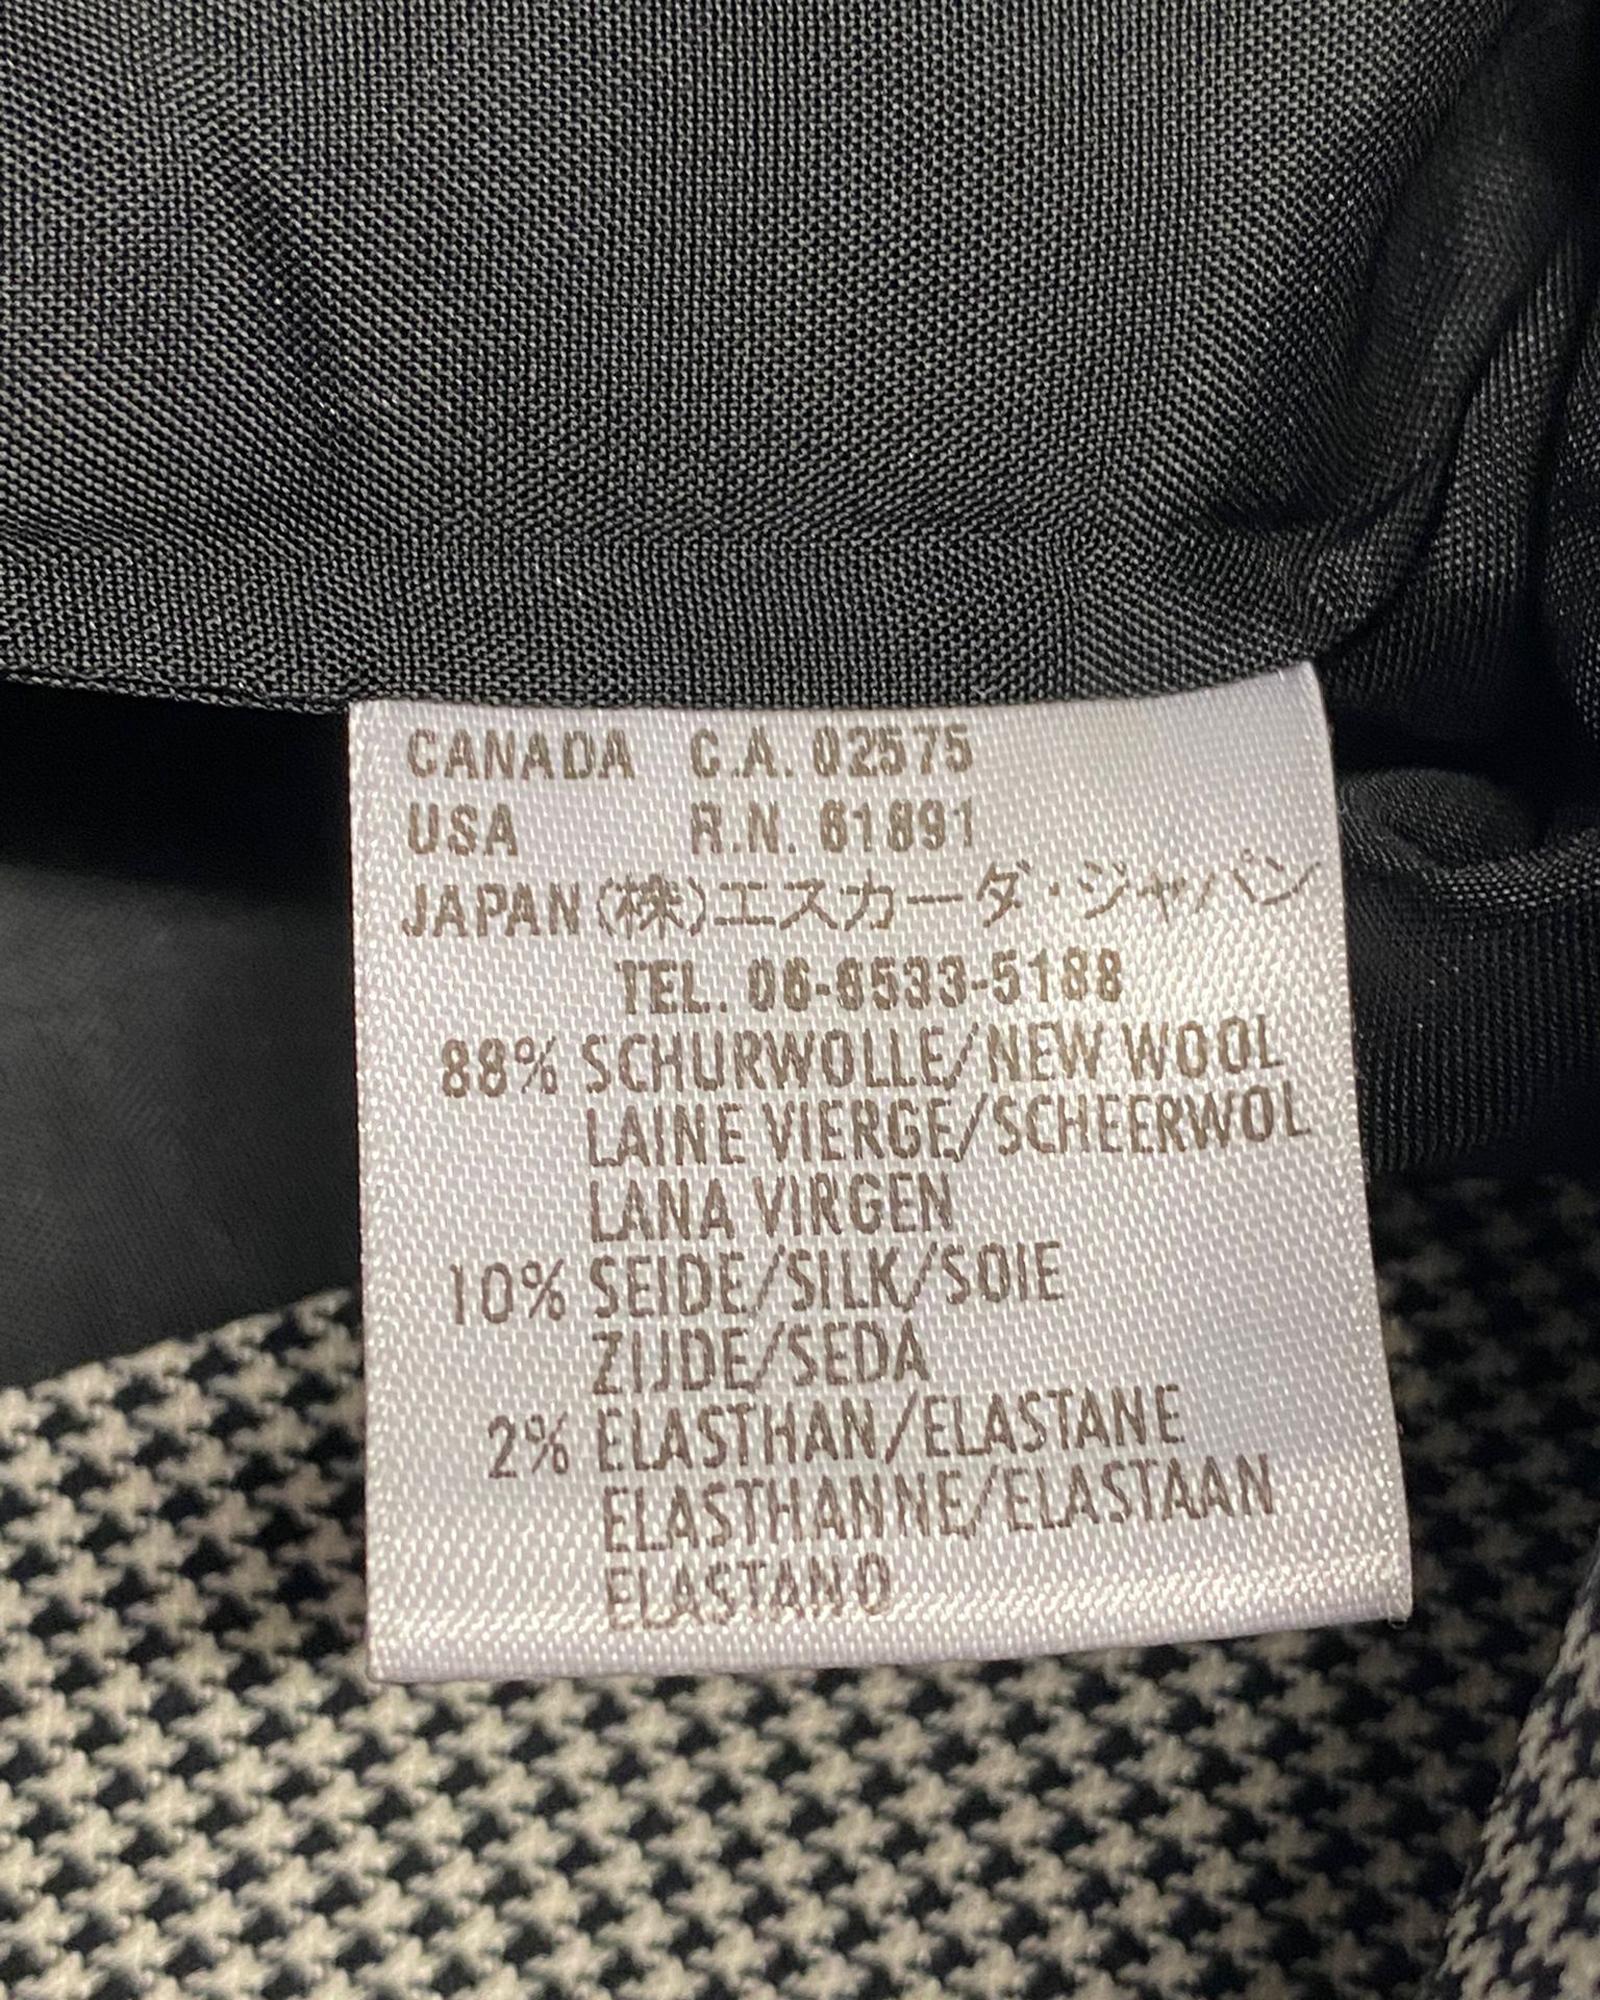 CANADA C.A. 02575
USA R.N. 61891
JAPAN (株)エスカーダ・ジャパン
TEL. 06-6533-5188
88% SCHURWOLLE/NEW WOOL
LAINE VIERGE/SCHEERWOL
LANA VIRGEN
10% SEIDE/SILK/SOIE
ZIJDE/SEDA
2% ELASTHAN/ELASTANE
ELASTHANNE/ELASTAAN
ELASTANO